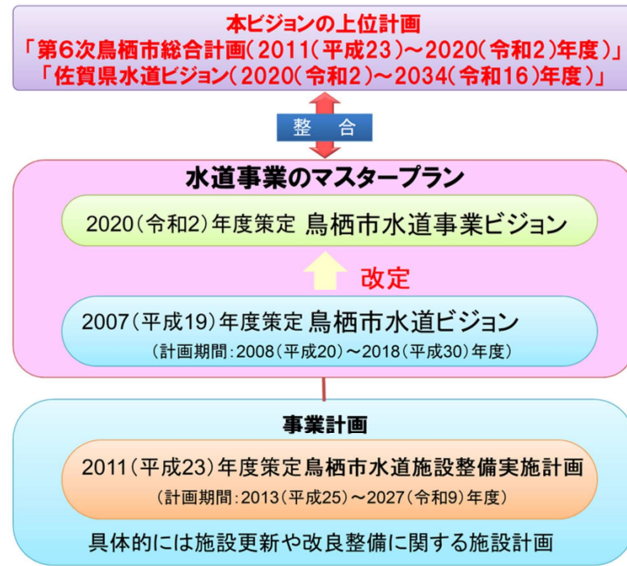 本ビジョンの上位計画
「第6次鳥栖市総合計画(2011(平成23)～2020(令和2)年度)」
「佐賀県水道ビジョン(2020(令和2)～2034(令和16)年度)」
整 合
水道事業のマスタープラン
2020(令和2)年度策定 鳥栖市水道事業ビジョン
改定
2007(平成19)年度策定 鳥栖市水道ビジョン
(計画期間:2008(平成20)～2018(平成30)年度)
事業計画
2011(平成23)年度策定鳥栖市水道施設整備実施計画
(計画期間:2013(平成25)～2027(令和9)年度)
具体的には施設更新や改良整備に関する施設計画